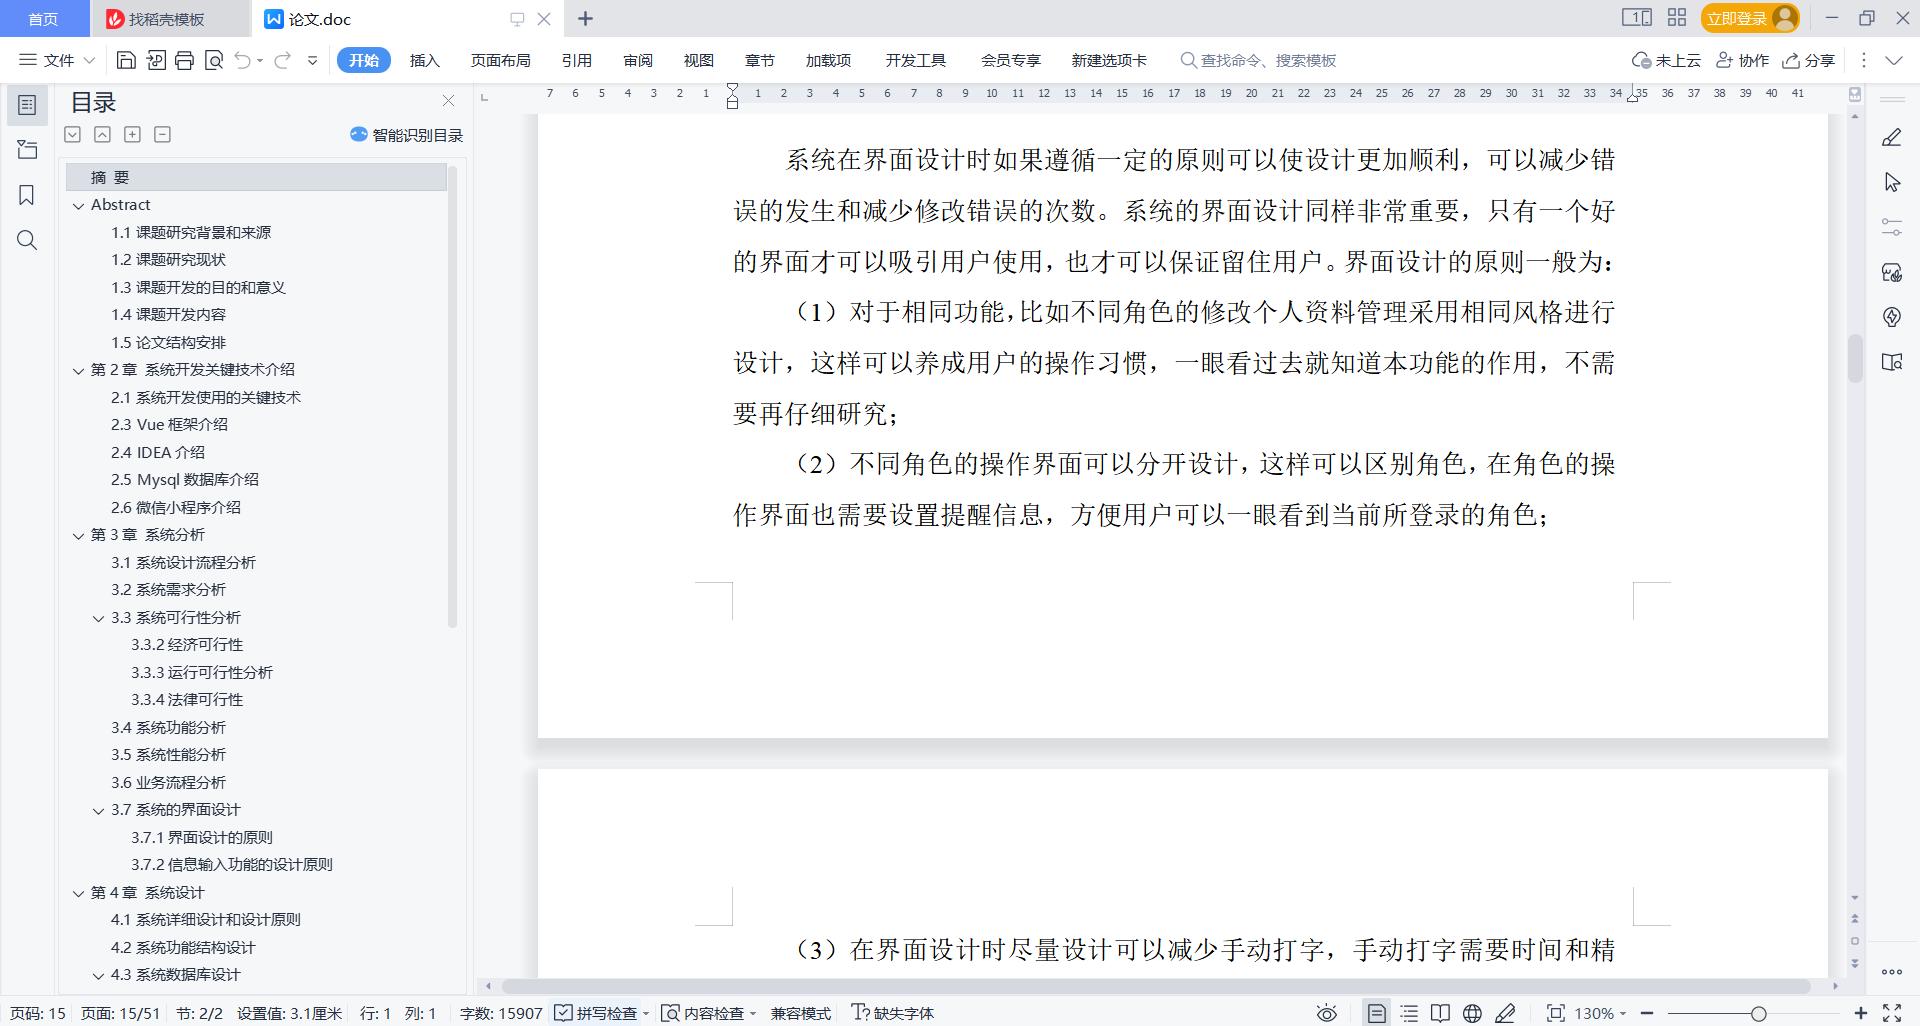 首页
找稻壳模板
论文.doc
立即登录
文件
开始
插入
页面布局
引用
审阅
视图
章节
加载项
开发工具
会员专享
新建选项卡
查找命令、搜索模板
未上云
协作
分享
目录
智能识别目录
7 6 5 4 3 2 1 1 2 3 4 5 6 7 8 9 10 11 12 13 14 15 16 17 18 19 20 21 22 23 24 25 26 27 28 29 30 31 32 33 34 35 36 37 38 39 40 41
摘 要
Abstract
1.1 课题研究背景和来源
1.2 课题研究现状
1.3 课题开发的目的和意义
1.4 课题开发内容
1.5 论文结构安排
第 2 章 系统开发关键技术介绍
2.1 系统开发使用的关键技术
2.3 Vue 框架介绍
2.4 IDEA 介绍
2.5 Mysql 数据库介绍
2.6 微信小程序介绍
第 3 章 系统分析
3.1 系统设计流程分析
3.2 系统需求分析
3.3 系统可行性分析
3.3.2 经济可行性
3.3.3 运行可行性分析
3.3.4 法律可行性
3.4 系统功能分析
3.5 系统性能分析
3.6 业务流程分析
3.7 系统的界面设计
3.7.1 界面设计的原则
3.7.2 信息输入功能的设计原则
第 4 章 系统设计
4.1 系统详细设计和设计原则
4.2 系统功能结构设计
4.3 系统数据库设计
系统在界面设计时如果遵循一定的原则可以使设计更加顺利，可以减少错
误的发生和减少修改错误的次数。系统的界面设计同样非常重要，只有一个好
的界面才可以吸引用户使用，也才可以保证留住用户。界面设计的原则一般为：
（1）对于相同功能，比如不同角色的修改个人资料管理采用相同风格进行
设计，这样可以养成用户的操作习惯，一眼看过去就知道本功能的作用，不需
要再仔细研究；
（2）不同角色的操作界面可以分开设计，这样可以区别角色，在角色的操
作界面也需要设置提醒信息，方便用户可以一眼看到当前所登录的角色；
（3）在界面设计时尽量设计可以减少手动打字，手动打字需要时间和精
页码: 15 页面: 15/51 节: 2/2 设置值: 3.1厘米 行: 1 列: 1 字数: 15907 拼写检查 内容检查 兼容模式 缺失字体 130%